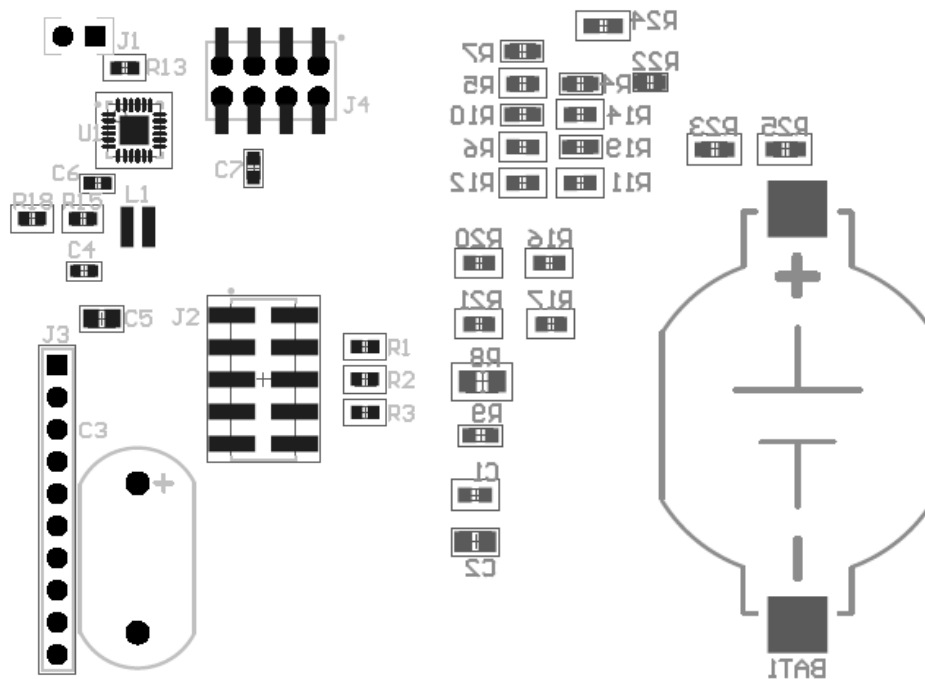 J1
R13
J4
U1
C6
C7
R18
R15
L1
C4
C5
J2
J3
R1
R2
R3
C3
+
R24
R7
R22
R5
R4
R10
R14
R6
R19
R12
R11
R23
R25
R20
R16
R21
R17
R8
R9
C1
C2
+
BAT1